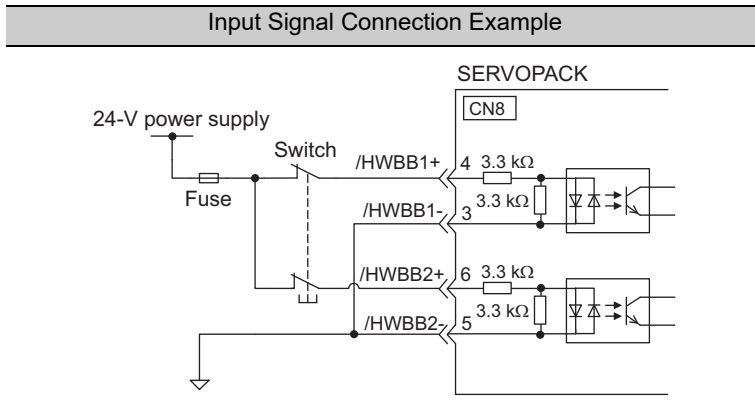 Input Signal Connection Example
SERVOPACK
CN8
24-V power supply
Switch
Fuse
/HWBB1+ 4 3.3 kΩ
3.3 kΩ
/HWBB1- 3
/HWBB2+ 6 3.3 kΩ
3.3 kΩ
/HWBB2- 5